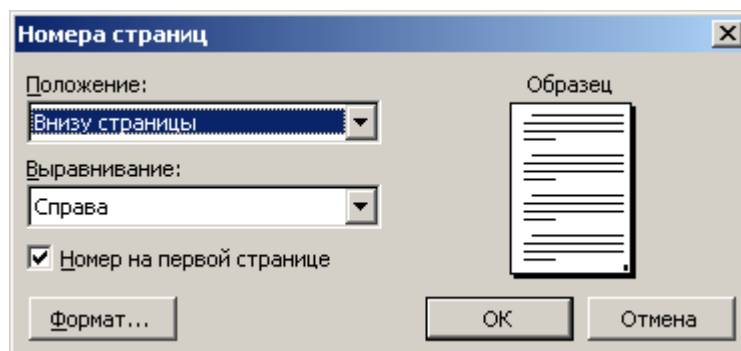 Номера страниц
Положение:
Внизу страницы
Выравнивание:
Справа
Номер на первой странице
Формат...
Образец
ОК
Отмена